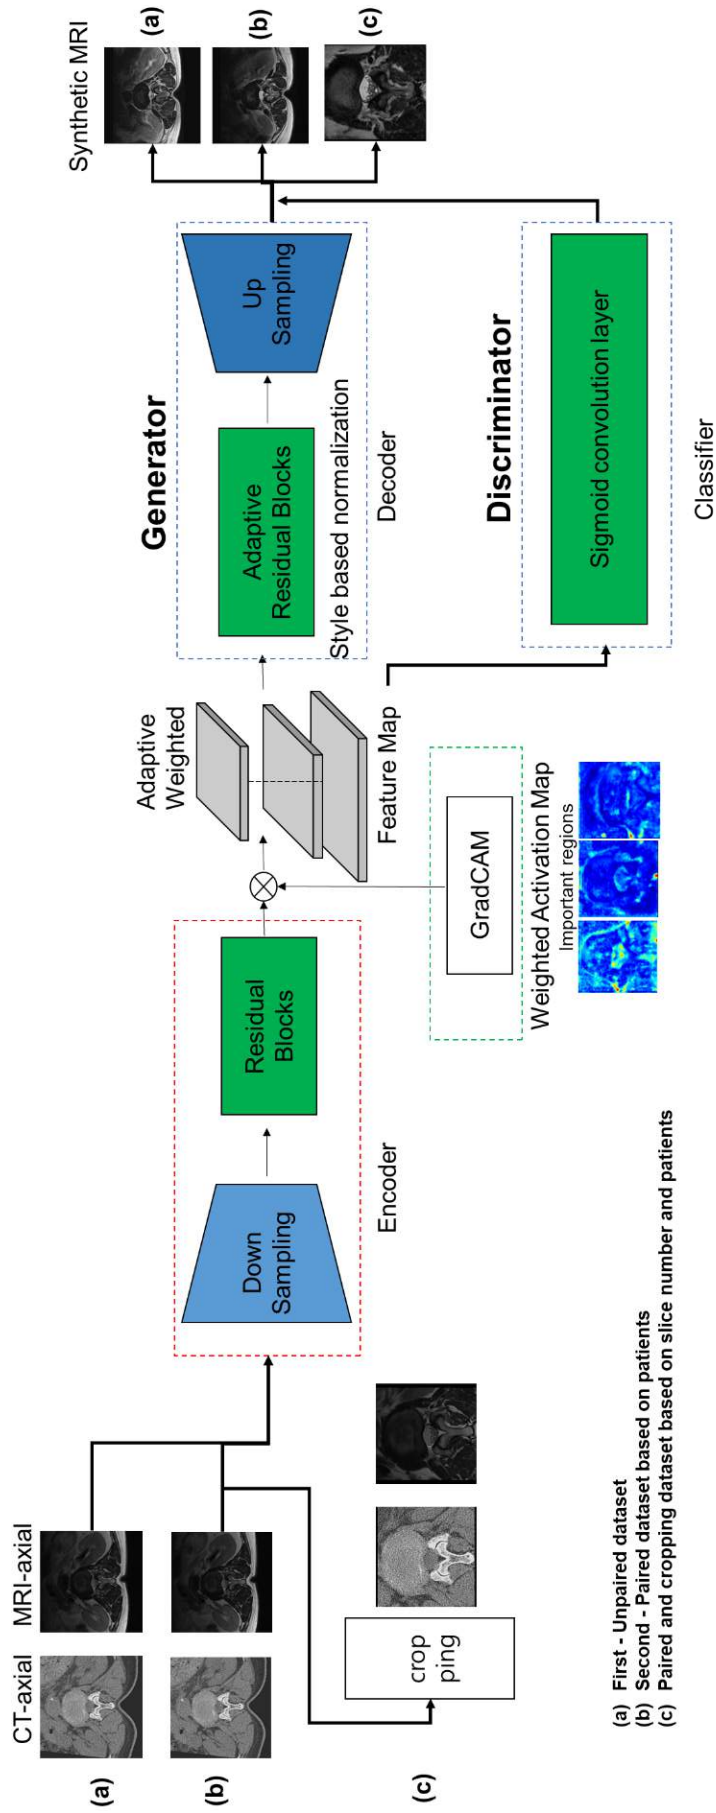 CT-axial MRI-axial
(a)
(b)
(c)
crop
ping
Down
Sampling
Residual
Blocks
Encoder
GradCAM
Weighted Activation Map
Important regions
Adaptive
Weighted
Feature Map
Generator
Adaptive
Residual Blocks
Style based normalization
Up
Sampling
Decoder
Discriminator
Sigmoid convolution layer
Classifier
Synthetic MRI
(a)
(b)
(c)
(a) First - Unpaired dataset
(b) Second - Paired dataset based on patients
(c) Paired and cropping dataset based on slice number and patients